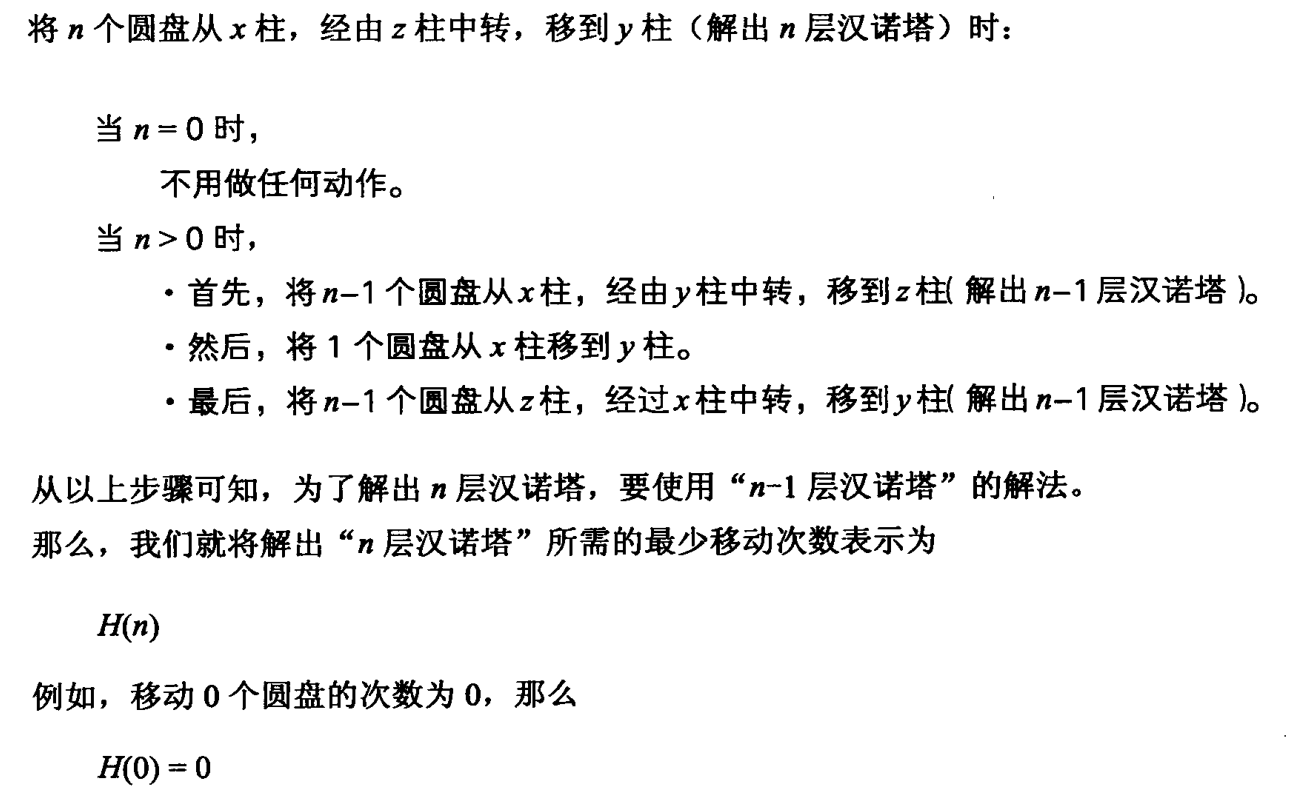 将 n 个圆盘从 x 柱，经由 z 柱中转，移到 y 柱（解出 n 层汉诺塔）时：
当 n = 0 时，
不用做任何动作。
当 n > 0 时，
· 首先，将 n–1 个圆盘从 x 柱，经由 y 柱中转，移到 z 柱( 解出 n–1 层汉诺塔 )。
· 然后，将 1 个圆盘从 x 柱移到 y 柱。
· 最后，将 n–1 个圆盘从 z 柱，经过 x 柱中转，移到 y 柱( 解出 n–1 层汉诺塔 )。
从以上步骤可知，为了解出 n 层汉诺塔，要使用“n-1 层汉诺塔”的解法。
那么，我们就将解出“n 层汉诺塔”所需的最少移动次数表示为
H(n)
例如，移动 0 个圆盘的次数为 0，那么
H(0) = 0